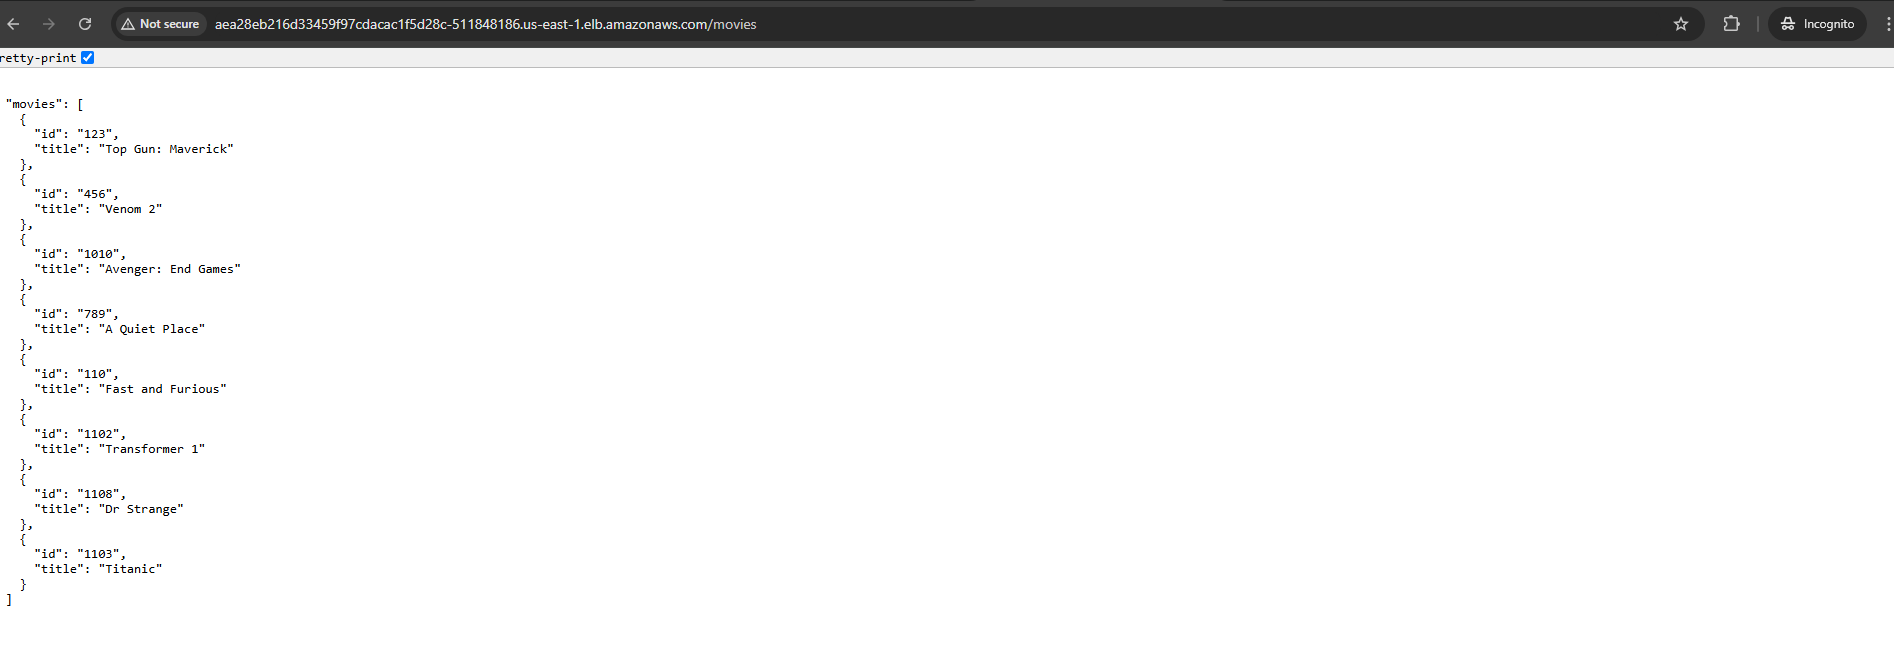 Not secure aea28eb216d33459f97cdacac1f5d28c-511848186.us-east-1.elb.amazonaws.com/movies Incognito
retty-print
"movies": [
{
"id": "123",
"title": "Top Gun: Maverick"
},
{
"id": "456",
"title": "Venom 2"
},
{
"id": "1010",
"title": "Avenger: End Games"
},
{
"id": "789",
"title": "A Quiet Place"
},
{
"id": "110",
"title": "Fast and Furious"
},
{
"id": "1102",
"title": "Transformer 1"
},
{
"id": "1108",
"title": "Dr Strange"
},
{
"id": "1103",
"title": "Titanic"
}
]